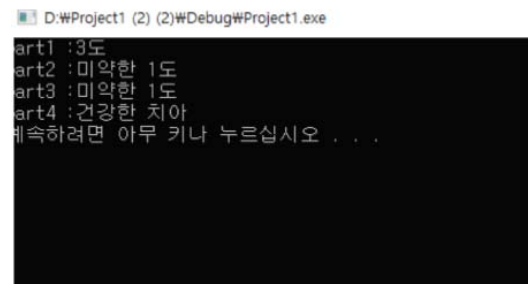 D:₩Project1 (2) (2)₩Debug₩Project1.exe
art1 :3도
art2 :미약한 1도
art3 :미약한 1도
art4 :건강한 치아
계속하려면 아무 키나 누르십시오 . . .